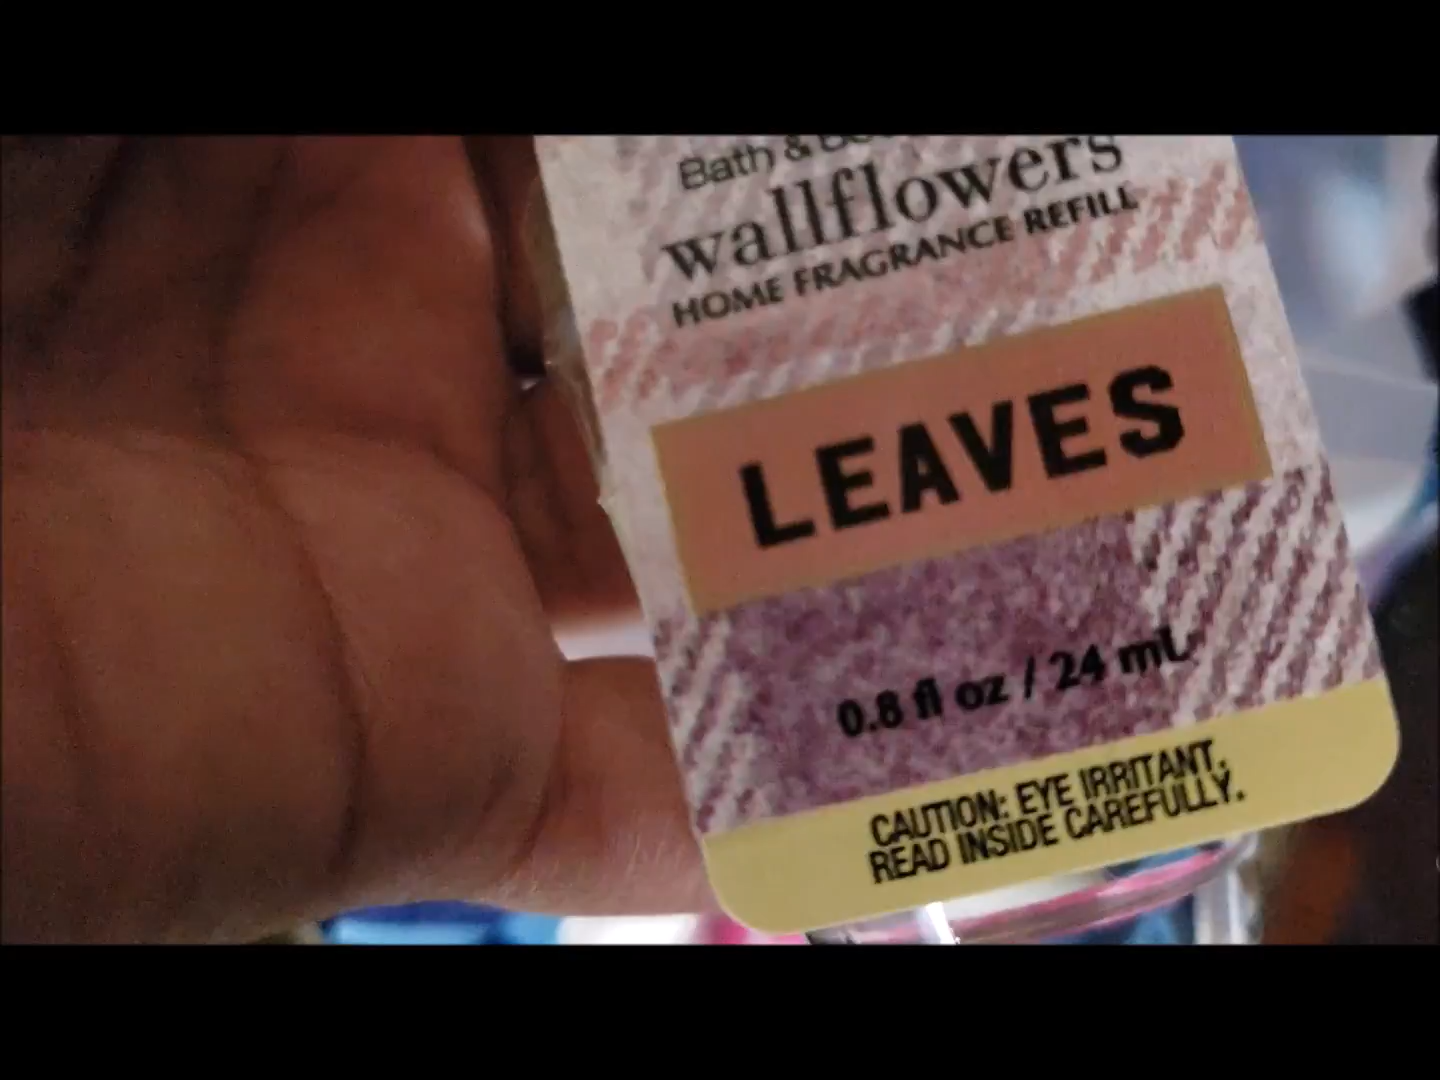 Bath &
wallflowers
HOME FRAGRANCE REFILL
LEAVES
0.8 fl oz / 24 mL
CAUTION: EYE IRRITANT.
READ INSIDE CAREFULLY.